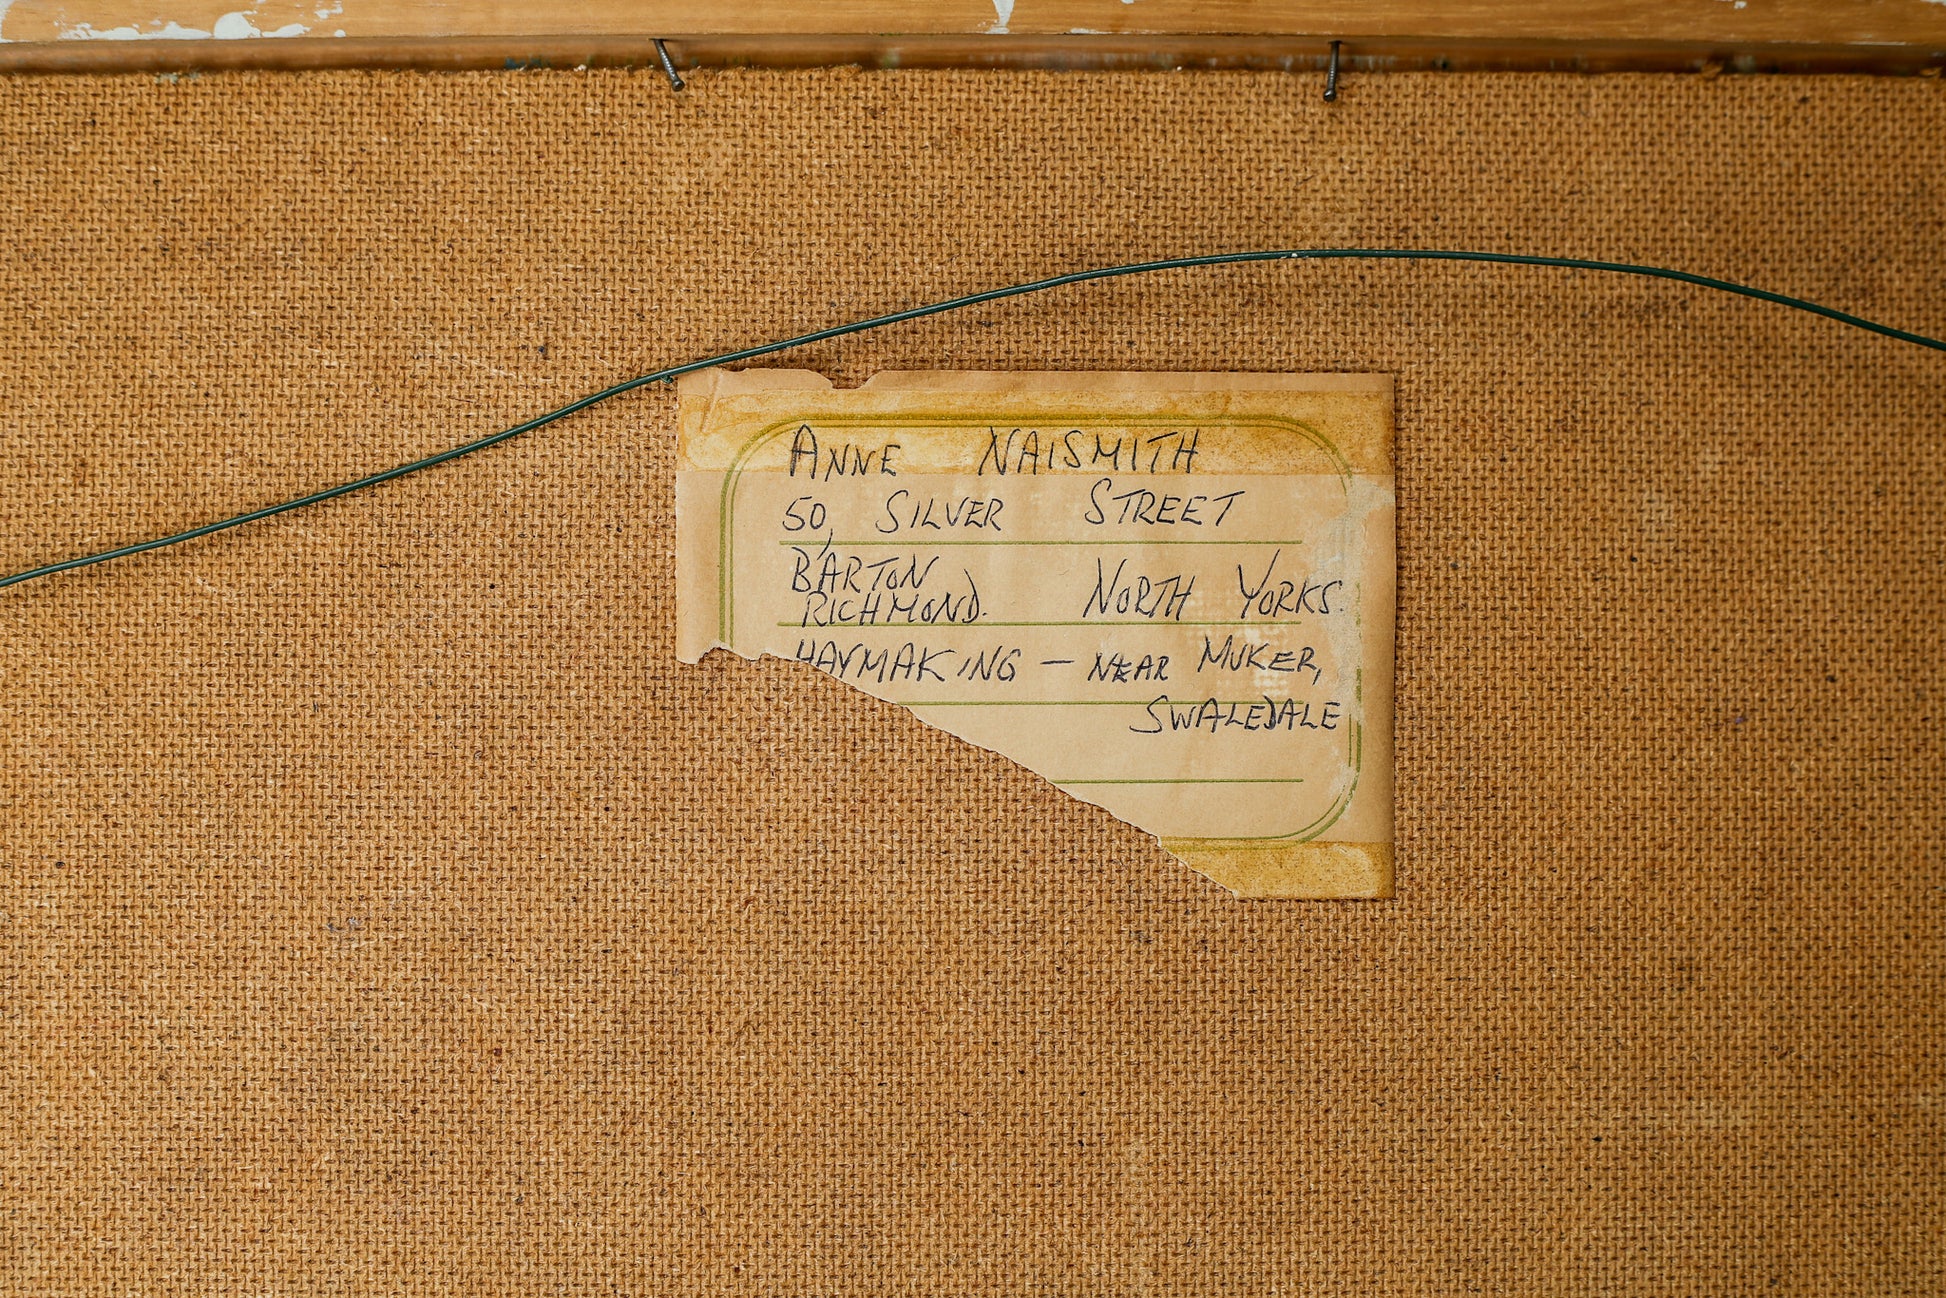 ANNE NAISMITH
50, SILVER STREET
BARTON
RICHMOND. NORTH YORKS.
HAYMAKING — NEAR MUKER,
SWALEDALE